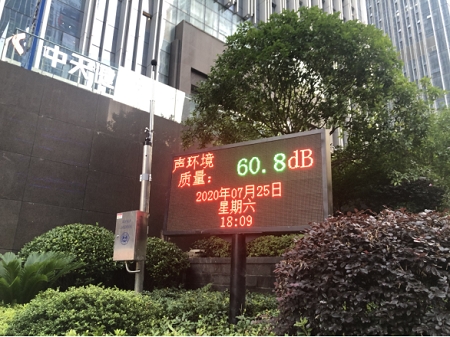 中天
声环境 60.8dB
质量：
2020年07月25日
星期六
18:09